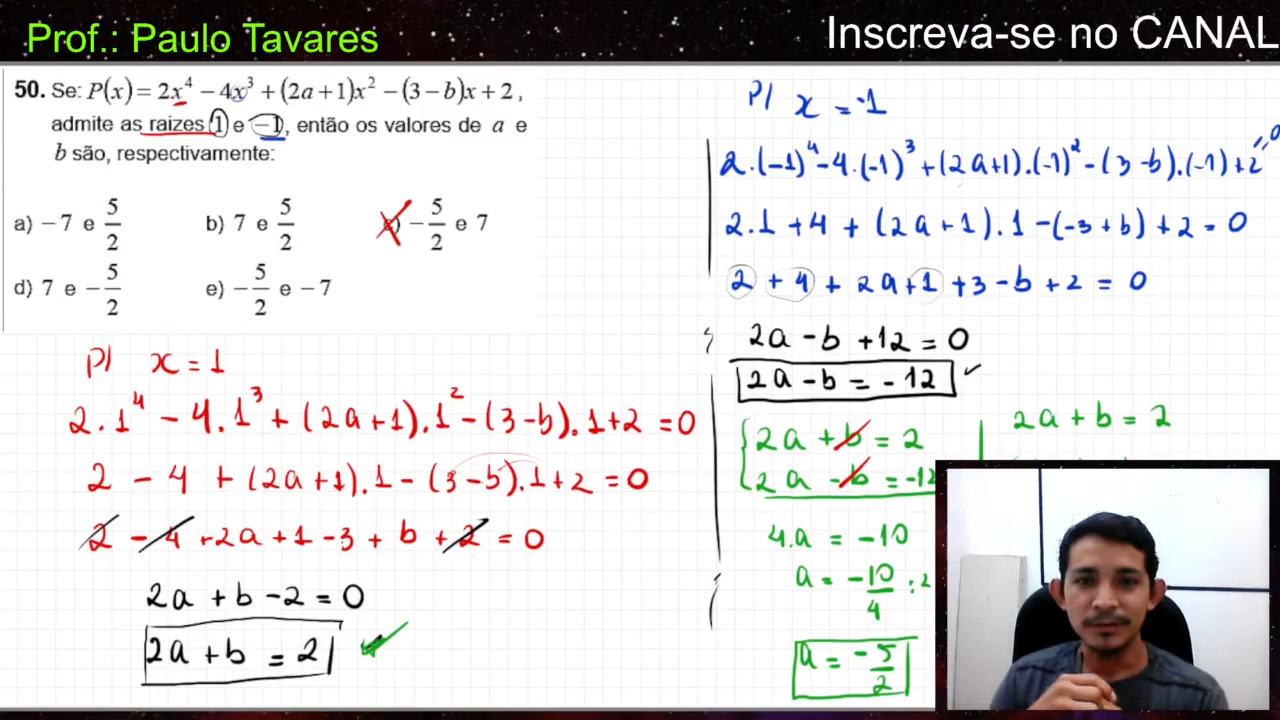 Prof.: Paulo Tavares
Inscreva-se no CANAL
50. Se: P(x) = 2x⁴ − 4x³ + (2a+1)x² − (3−b)x + 2,
admite as raizes 1 e −1, então os valores de a e
b são, respectivamente:
a) −7 e 5/2 b) 7 e 5/2 c) −5/2 e 7
d) 7 e −5/2 e) −5/2 e −7
P/ x = 1
2.1⁴ − 4.1³ + (2a+1).1² − (3−b).1+2 = 0
2 − 4 + (2a+1).1 − (3−b).1+2 = 0
2 − 4 +2a +1 −3 + b +2 = 0
2a + b −2 = 0
2a + b = 2
P/ x = -1
2.(−1)⁴ −4.(−1)³ +(2a+1).(−1)² −(3−b).(−1)+2=0
2.1 +4 + (2a+1).1 −(−3+b) +2 = 0
2 + 4 + 2a+1 +3 −b +2 = 0
2a −b +12 = 0
2a −b = −12
2a +b = 2
2a −b = −12
4.a = −10
a = −10/4 :2
a = −5/2
2a + b = 2